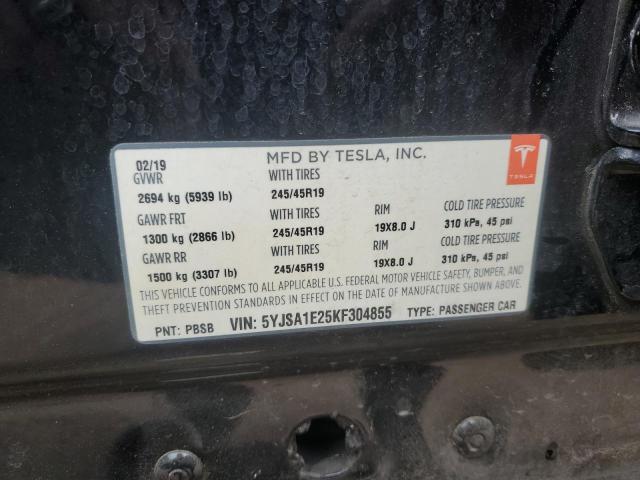 02/19 MFD BY TESLA, INC.
GVWR WITH TIRES
2694 kg (5939 lb) 245/45R19
GAWR FRT WITH TIRES RIM COLD TIRE PRESSURE
1300 kg (2866 lb) 245/45R19 19X8.0 J 310 kPa, 45 psi
GAWR RR WITH TIRES RIM COLD TIRE PRESSURE
1500 kg (3307 lb) 245/45R19 19X8.0 J 310 kPa, 45 psi
THIS VEHICLE CONFORMS TO ALL APPLICABLE U.S. FEDERAL MOTOR VEHICLE SAFETY, BUMPER, AND
THEFT PREVENTION STANDARDS IN EFFECT ON THE DATE OF MANUFACTURE SHOWN ABOVE.
PNT: PBSB VIN: 5YJSA1E25KF304855 TYPE: PASSENGER CAR
TESLA